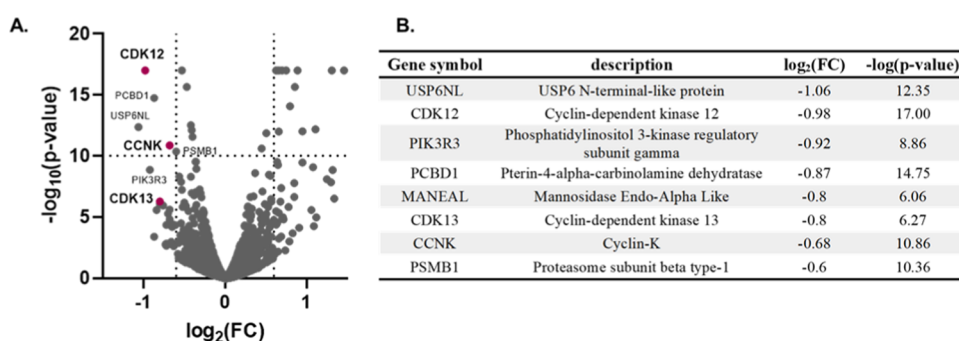 A.
20
15
10
5
0
-log10(p-value)
-1
0
1
log2(FC)
CDK12
PCBD1
USP6NL
CCNK
PSMB1
PIK3R3
CDK13
B.
Gene symbol description log2(FC) -log(p-value)
USP6NL USP6 N-terminal-like protein -1.06 12.35
CDK12 Cyclin-dependent kinase 12 -0.98 17.00
PIK3R3 Phosphatidylinositol 3-kinase regulatory -0.92 8.86
subunit gamma
PCBD1 Pterin-4-alpha-carbinolamine dehydratase -0.87 14.75
MANEAL Mannosidase Endo-Alpha Like -0.8 6.06
CDK13 Cyclin-dependent kinase 13 -0.8 6.27
CCNK Cyclin-K -0.68 10.86
PSMB1 Proteasome subunit beta type-1 -0.6 10.36